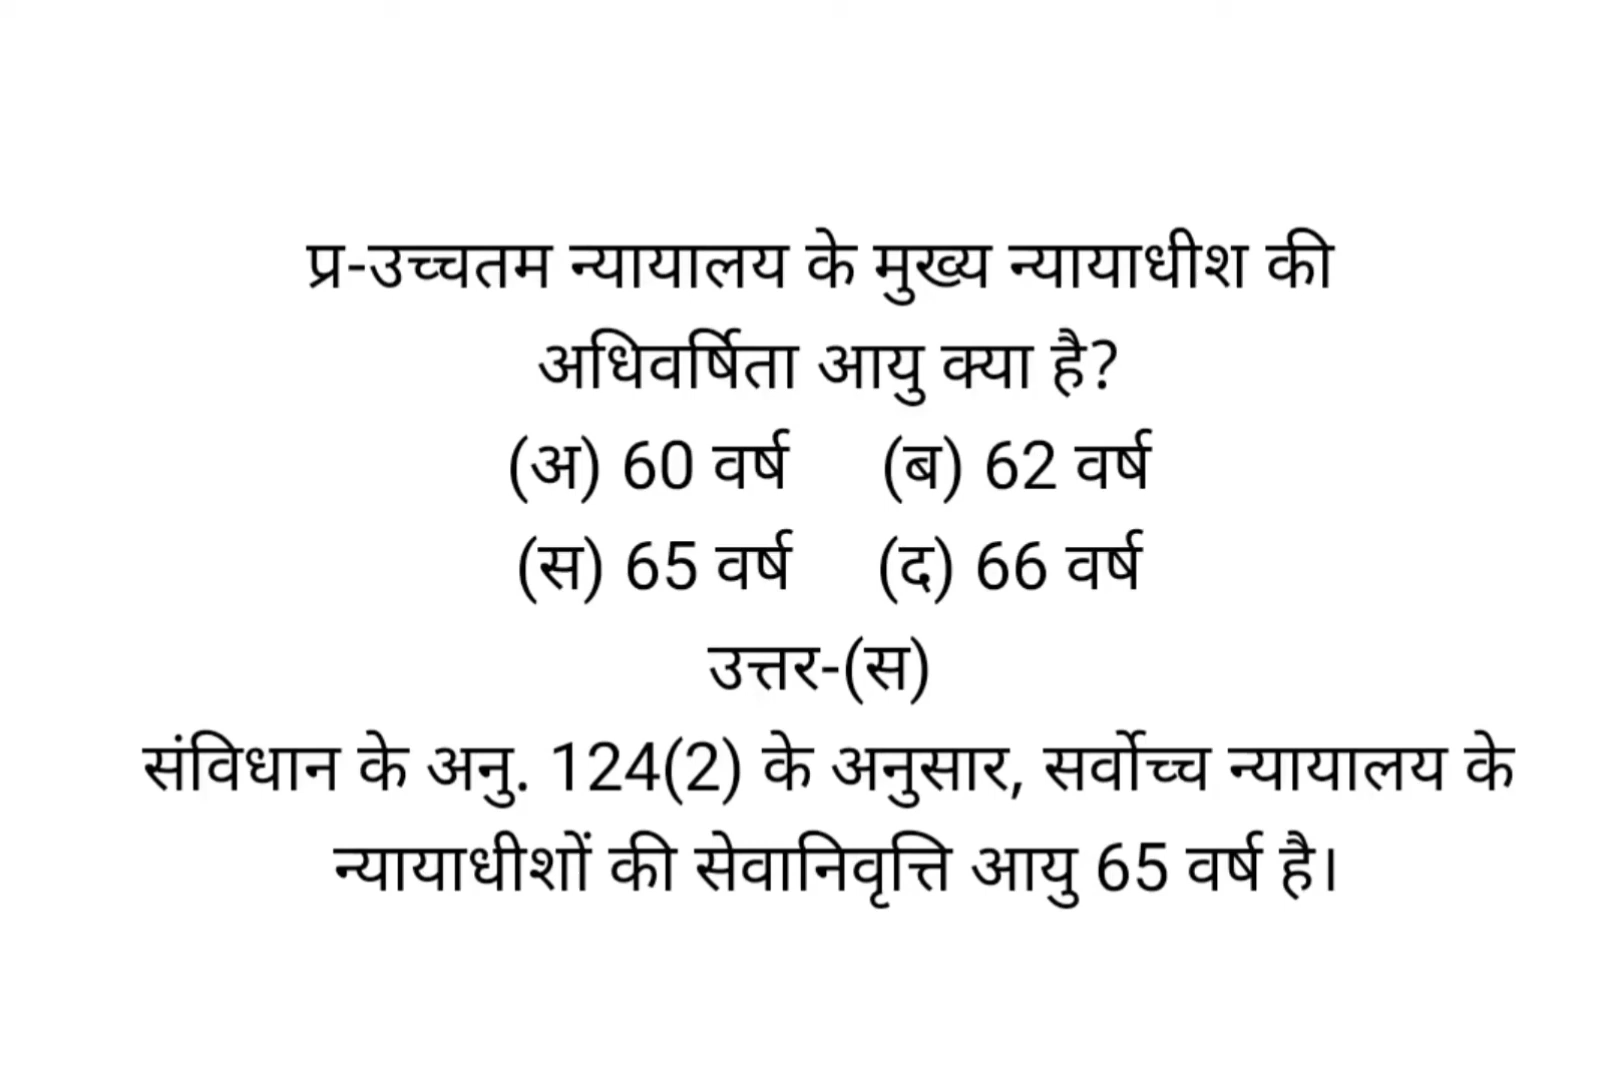 प्र-उच्चतम न्यायालय के मुख्य न्यायाधीश की
अधिवर्षिता आयु क्या है?
(अ) 60 वर्ष (ब) 62 वर्ष
(स) 65 वर्ष (द) 66 वर्ष
उत्तर-(स)
संविधान के अनु. 124(2) के अनुसार, सर्वोच्च न्यायालय के
न्यायाधीशों की सेवानिवृत्ति आयु 65 वर्ष है।